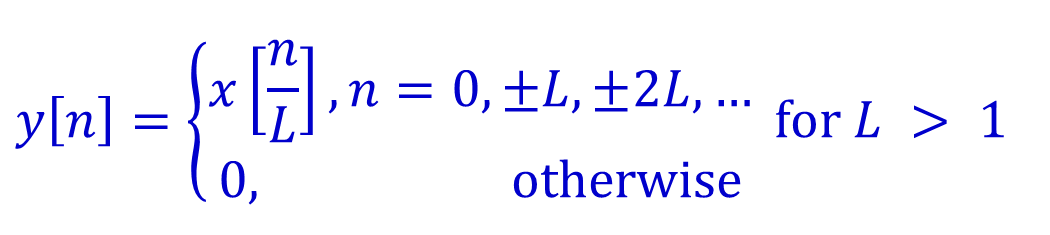 y[n] = { x[n/L], n = 0, ±L, ±2L, ... for L > 1
0, otherwise